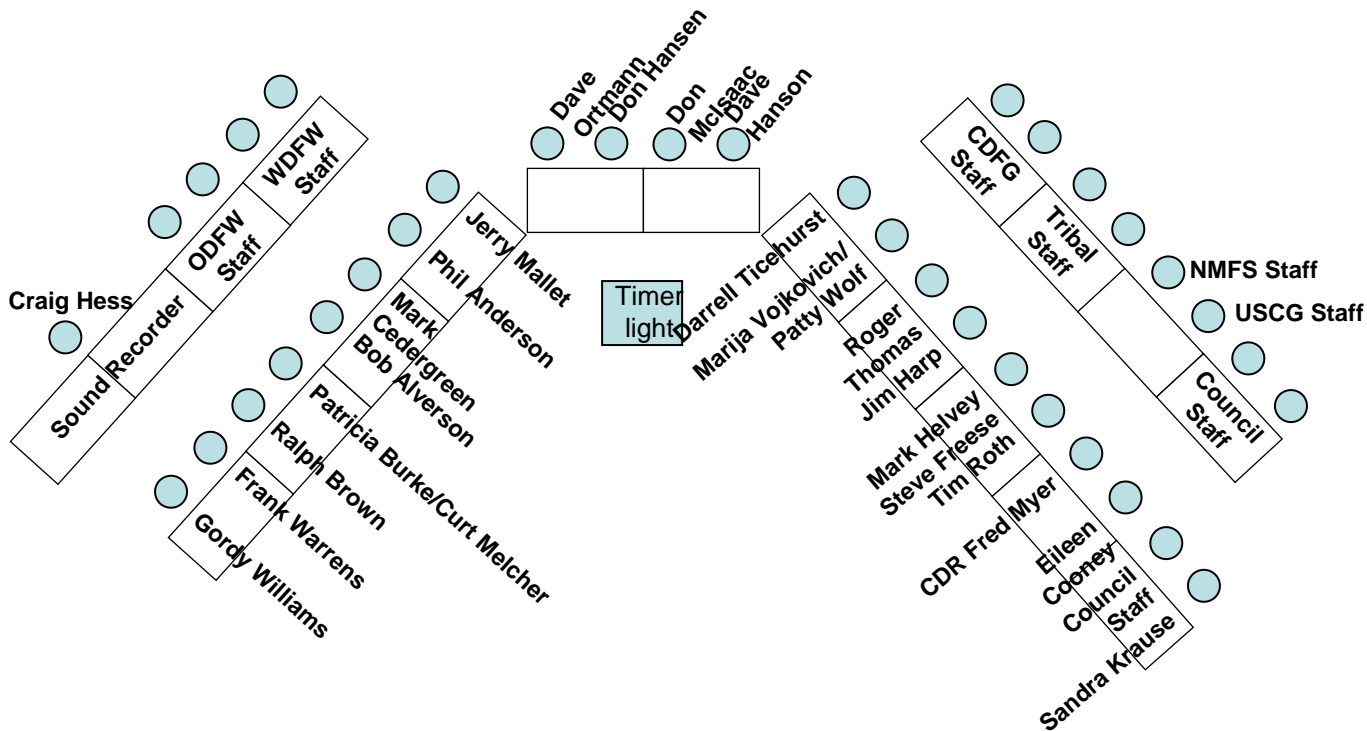 Dave
Ortmann
Don Hansen
Don
McIsaac
Dave
Hanson
WDFW
Staff
ODFW
Staff
Sound Recorder
Craig Hess
Jerry Mallet
Phil Anderson
Mark
Cedergreen
Bob Alverson
Patricia Burke/Curt Melcher
Ralph Brown
Frank Warrens
Gordy Williams
Timer
light
Darrell Ticehurst
Marija Vojkovich/
Patty Wolf
Roger
Thomas
Jim Harp
Mark Helvey
Steve Freese
Tim Roth
CDR Fred Myer
Eileen
Cooney
Council
Staff
Sandra Krause
CDFG
Staff
Tribal
Staff
NMFS Staff
USCG Staff
Council
Staff